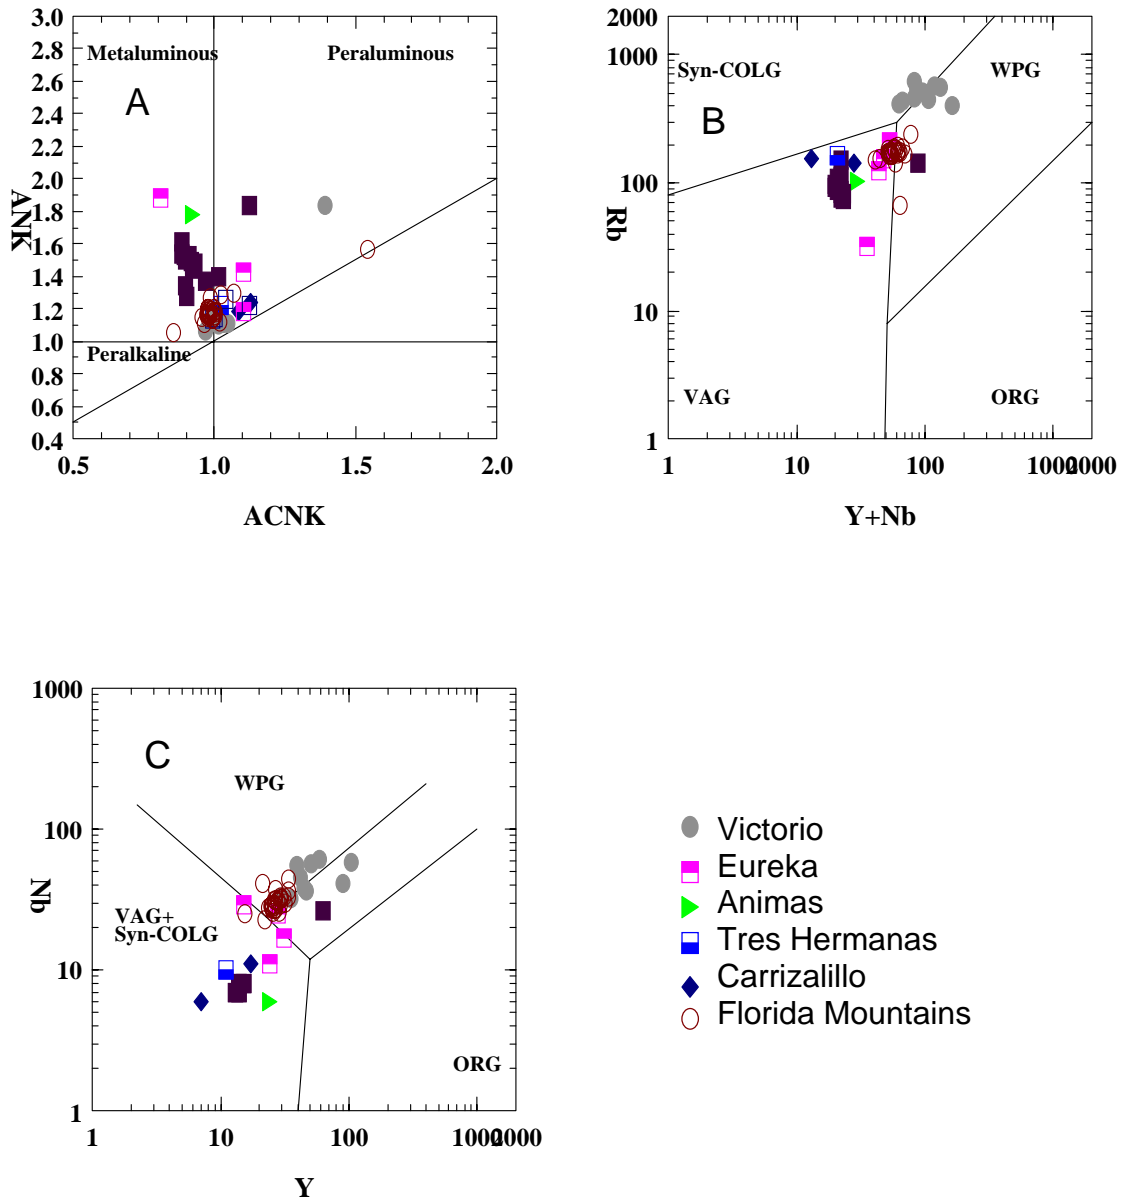 3.0
2.8
2.6
2.4
2.2
2.0
1.8
1.6
1.4
1.2
1.0
0.8
0.6
0.4
ANK
Metaluminous
Peraluminous
A
Peralkaline
0.5 1.0 1.5 2.0
ACNK
2000
1000
100
10
1
Rb
Syn-COLG
WPG
B
VAG
ORG
1 10 100 1000 2000
Y+Nb
1000
100
10
1
Nb
C
WPG
VAG+
Syn-COLG
ORG
1 10 100 1000 2000
Y
Victorio
Eureka
Animas
Tres Hermanas
Carrizalillo
Florida Mountains